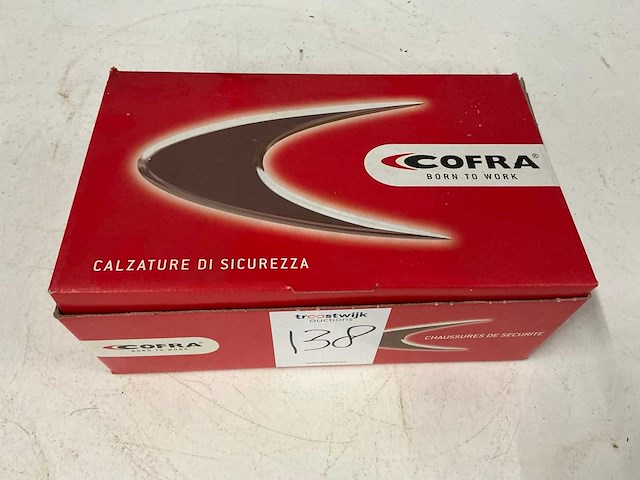 COFRA®
BORN TO WORK
CALZATURE DI SICUREZZA
troostwijk
auctions
138
COFRA
BORN TO WORK
CHAUSSURES DE SECURITE